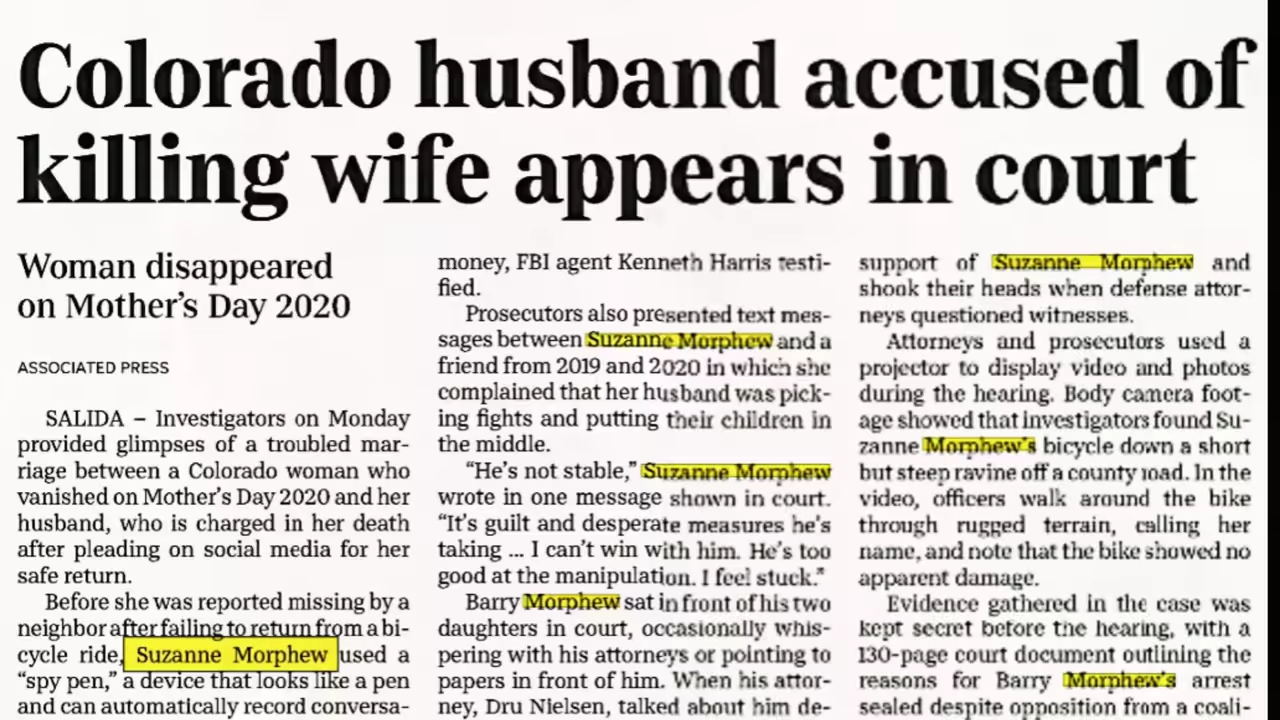 Colorado husband accused of
killing wife appears in court
Woman disappeared
on Mother's Day 2020
ASSOCIATED PRESS
SALIDA – Investigators on Monday
provided glimpses of a troubled mar-
riage between a Colorado woman who
vanished on Mother's Day 2020 and her
husband, who is charged in her death
after pleading on social media for her
safe return.
Before she was reported missing by a
neighbor after failing to return from a bi-
cycle ride, Suzanne Morphew used a
“spy pen,” a device that looks like a pen
and can automatically record conversa-
money, FBI agent Kenneth Harris testi-
fied.
Prosecutors also presented text mes-
sages between Suzanne Morphew and a
friend from 2019 and 2020 in which she
complained that her husband was pick-
ing fights and putting their children in
the middle.
“He's not stable,” Suzanne Morphew
wrote in one message shown in court.
“It's guilt and desperate measures he's
taking ... I can't win with him. He's too
good at the manipulation. I feel stuck.”
Barry Morphew sat in front of his two
daughters in court, occasionally whis-
pering with his attorneys or pointing to
papers in front of him. When his attor-
ney, Dru Nielsen, talked about him de-
support of Suzanne Morphew and
shook their heads when defense attor-
neys questioned witnesses.
Attorneys and prosecutors used a
projector to display video and photos
during the hearing. Body camera foot-
age showed that investigators found Su-
zanne Morphew's bicycle down a short
but steep ravine off a county road. In the
video, officers walk around the bike
through rugged terrain, calling her
name, and note that the bike showed no
apparent damage.
Evidence gathered in the case was
kept secret before the hearing, with a
130-page court document outlining the
reasons for Barry Morphew's arrest
sealed despite opposition from a coali-